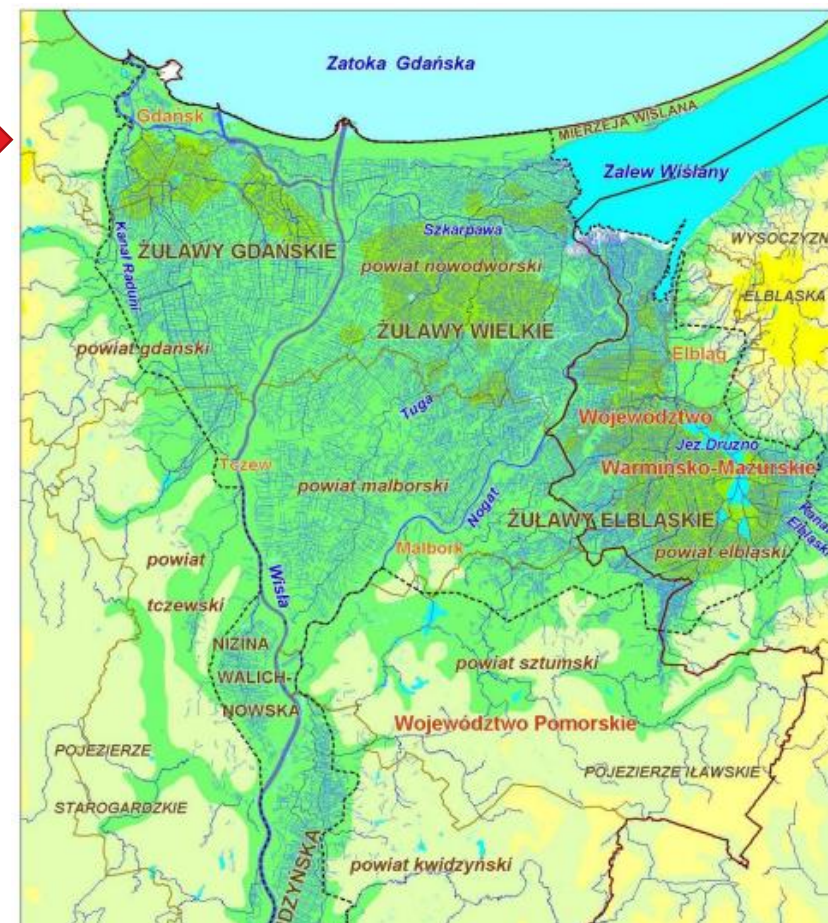 Zatoka Gdańska
Gdańsk
MIERZEJA WIŚLANA
Zalew Wiślany
Kanał Raduni
Szkarpawa
WYSOCZYZN
ŻUŁAWY GDAŃSKIE
powiat nowodworski
ELBLĄSKA
ŻUŁAWY WIELKIE
powiat gdański
Elbląg
Tuga
Województwo
Jez.Druzno
Tczew
Warmińsko-Mazurskie
powiat malborski
Nogat
ŻUŁAWY ELBLĄSKIE
Kana
Elbląsk
Malbork
powiat elbląski
powiat
tczewski
Wisła
NIZINA
WALICH-
NOWSKA
powiat sztumski
Województwo Pomorskie
POJEZIERZE
STAROGARDZKIE
POJEZIERZE IŁAWSKIE
DZYŃSKA
powiat kwidzyński